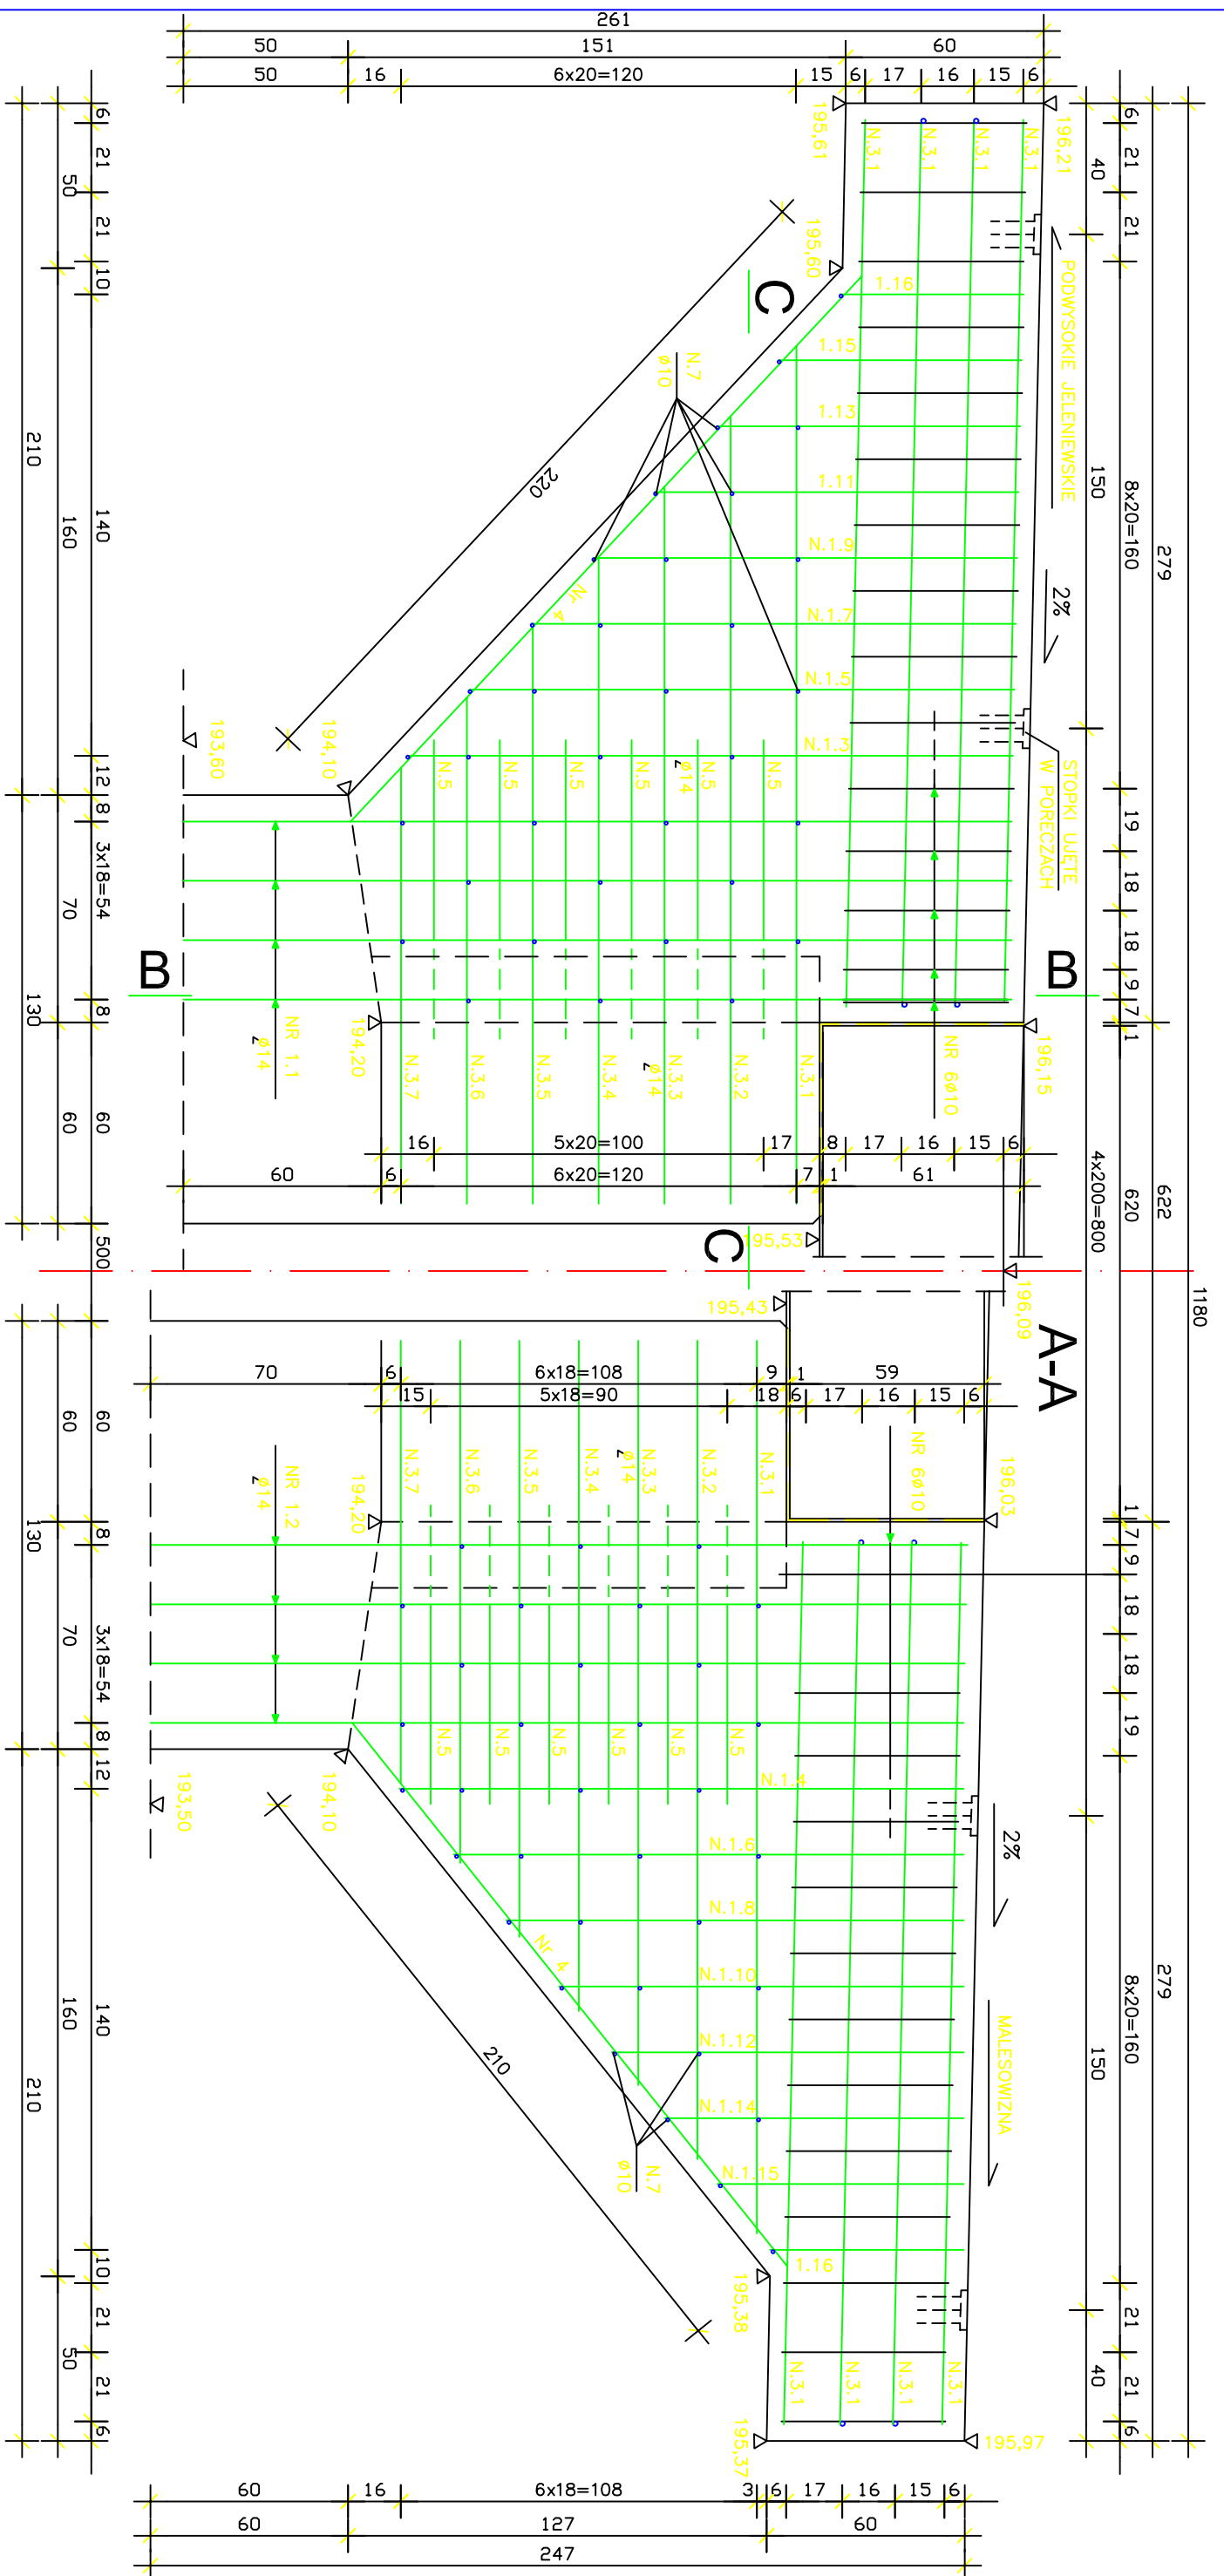 261
50
151
60
50
16
6x20=120
15
6
17
16
15
6
195,61
196,21
N.3.1
N.3.1
N.3.1
N.3.1
6
21
21
10
50
6
21
21
40
195,60
C
PODWYSOKIE JELENIEWSKIE
1.16
1.15
1.13
1.11
N.1.9
N.1.7
N.1.5
N.1.3
N.7
ø10
220
Nr 4
210
160
140
150
8x20=160
279
2%
STOPKI UJĘTE
W PORECZACH
193,60
194,10
N.5
N.5
N.5
N.5
N.5
N.5
ø14
12
8
3x18=54
70
8
130
19
18
18
9
7
1
B
B
NR 1.1
ø14
194,20
N.3.7
N.3.6
N.3.5
N.3.4
N.3.3
ø14
N.3.2
N.3.1
NR 6ø10
196,15
60
60
16
5x20=100
17
8
17
16
15
6
60
6
6x20=120
7
1
61
4x200=800
620
622
1180
500
C
195,53
196,09
195,43
A-A
70
6
6x18=108
9
1
59
15
5x18=90
18
6
17
16
15
6
60
60
NR 1.2
ø14
194,20
N.3.7
N.3.6
N.3.5
N.3.4
N.3.3
ø14
N.3.2
N.3.1
NR 6ø10
196,03
130
8
70
3x18=54
8
12
1
7
9
18
18
19
N.5
N.5
N.5
N.5
N.5
193,50
194,10
N.1.4
N.1.6
N.1.8
N.1.10
N.1.12
N.1.14
N.1.15
1.16
Nr 4
2%
MALESOWIZNA
210
N.7
ø10
210
160
140
150
8x20=160
279
195,38
10
21
21
6
50
21
21
6
40
N.3.1
N.3.1
N.3.1
N.3.1
195,37
195,97
60
16
6x18=108
3
6
17
16
15
6
60
127
60
247